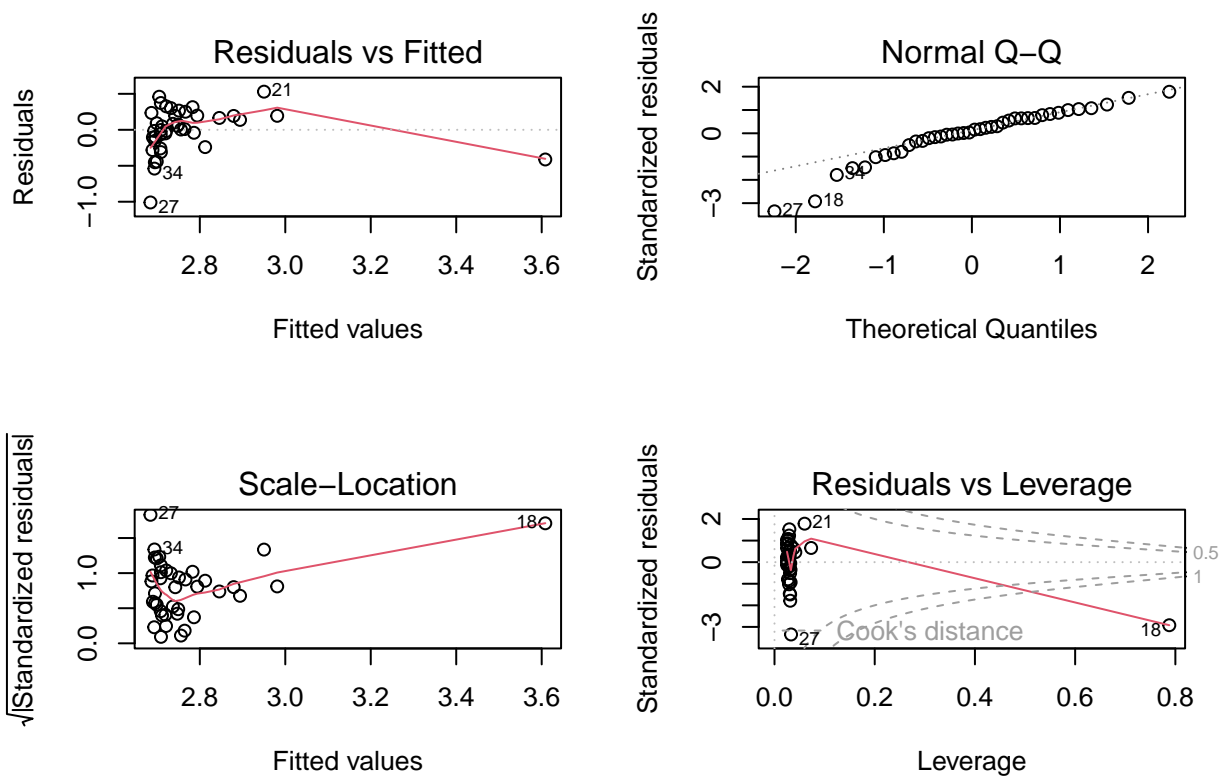 Residuals vs Fitted
Residuals
0.0
−1.0
21
34
27
2.8 3.0 3.2 3.4 3.6
Fitted values
Normal Q−Q
Standardized residuals
2
0
−3
34
18
27
−2 −1 0 1 2
Theoretical Quantiles
Scale−Location
√|Standardized residuals|
1.0
0.0
27
34
18
2.8 3.0 3.2 3.4 3.6
Fitted values
Residuals vs Leverage
Standardized residuals
2
0
−3
21
0.5
1
18
27
Cook's distance
0.0 0.2 0.4 0.6 0.8
Leverage